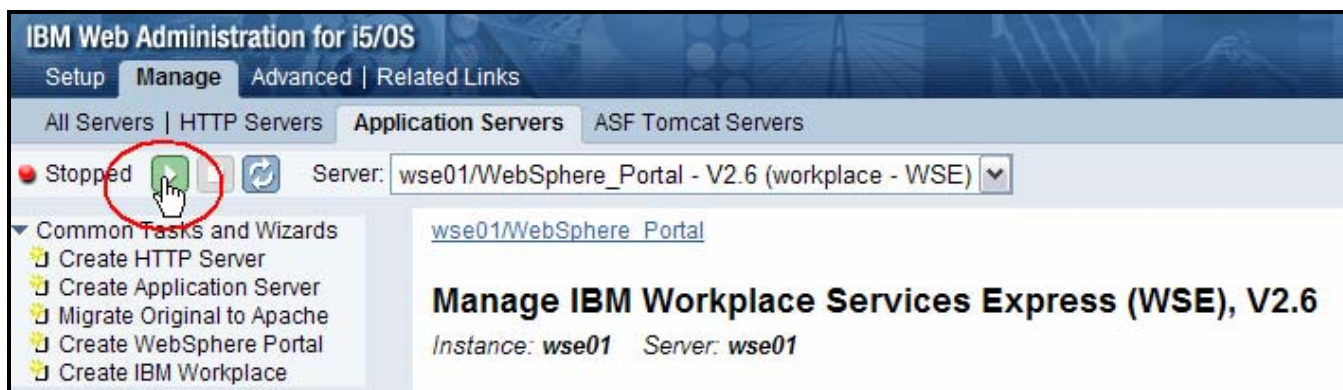 IBM Web Administration for i5/OS
Setup Manage Advanced | Related Links
All Servers | HTTP Servers Application Servers ASF Tomcat Servers
Stopped Server: wse01/WebSphere_Portal - V2.6 (workplace - WSE)
Common Tasks and Wizards
Create HTTP Server
Create Application Server
Migrate Original to Apache
Create WebSphere Portal
Create IBM Workplace
wse01/WebSphere_Portal
Manage IBM Workplace Services Express (WSE), V2.6
Instance: wse01 Server: wse01